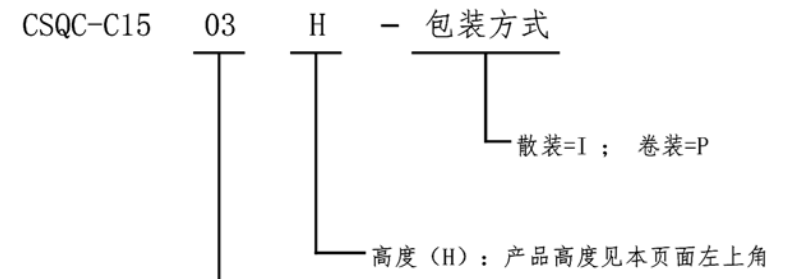 CSQC-C15 03 H - 包装方式
散装=I ; 卷装=P
高度（H）：产品高度见本页面左上角